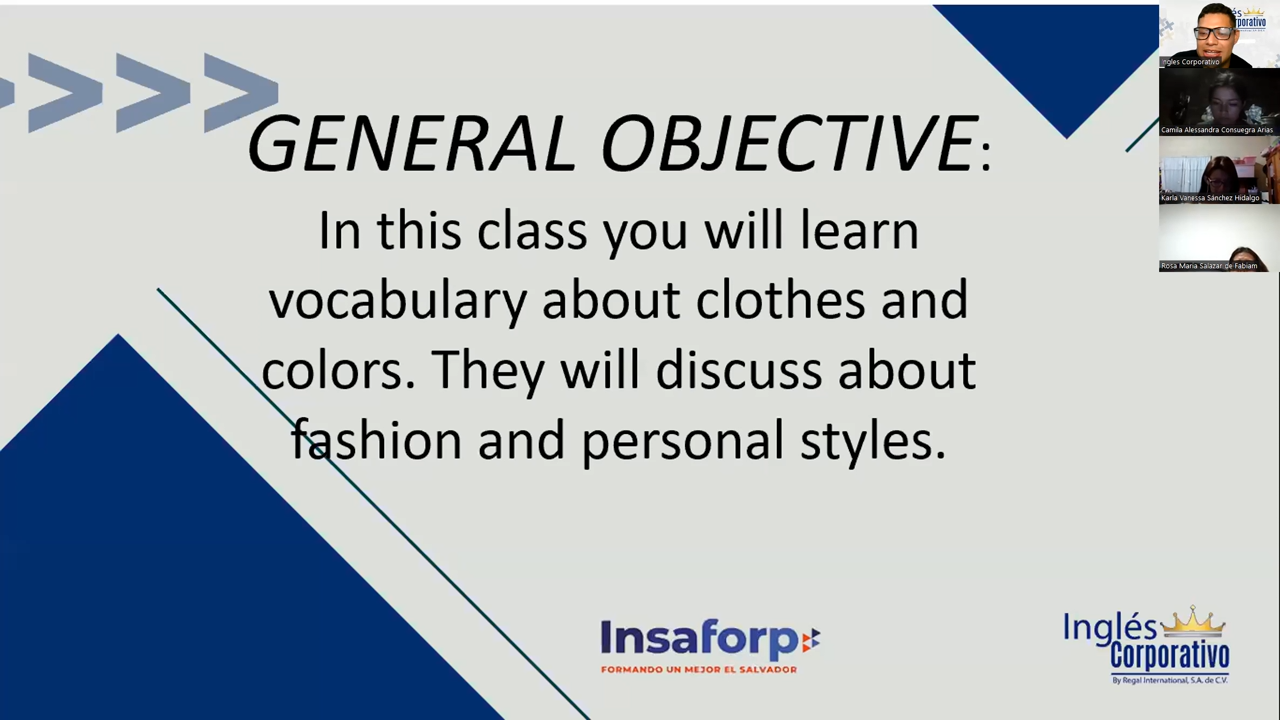 GENERAL OBJECTIVE:
In this class you will learn
vocabulary about clothes and
colors. They will discuss about
fashion and personal styles.
Insaforp
FORMANDO UN MEJOR EL SALVADOR
Inglés
Corporativo
By Regal International, S.A. de C.V.
Ingles Corporativo
Camila Alessandra Consuegra Arias
Karla Vanessa Sánchez Hidalgo
Rosa Maria Salazar de Fabiam